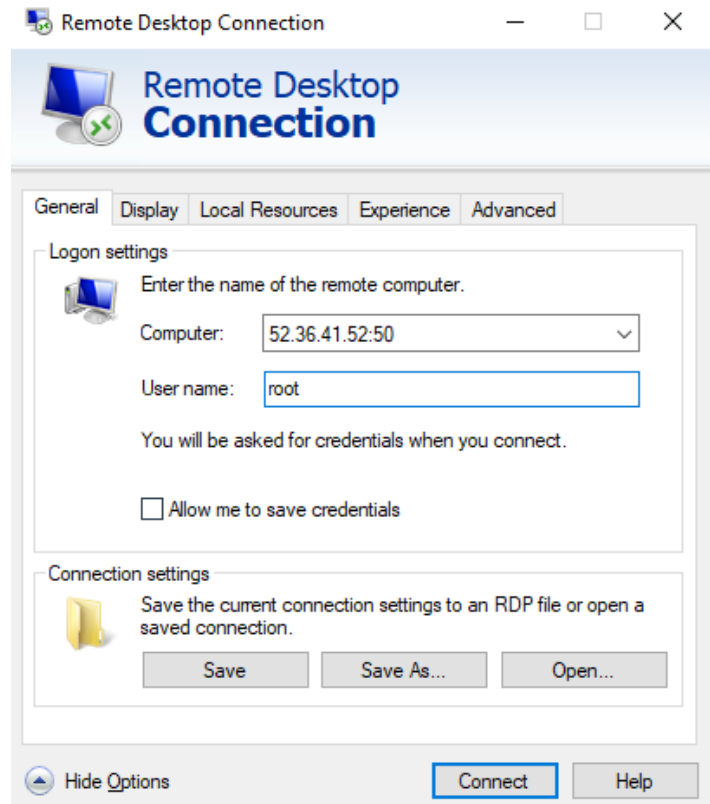 Remote Desktop Connection
Remote Desktop
Connection
General Display Local Resources Experience Advanced
Logon settings
Enter the name of the remote computer.
Computer: 52.36.41.52:50
User name: root
You will be asked for credentials when you connect.
Allow me to save credentials
Connection settings
Save the current connection settings to an RDP file or open a
saved connection.
Save Save As... Open...
Hide Options Connect Help